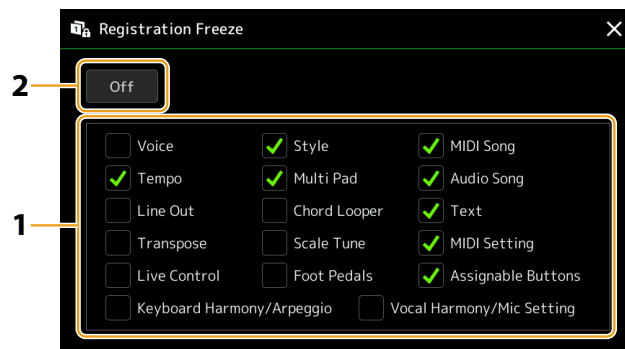 Registration Freeze
2
Off
Voice Style MIDI Song
Tempo Multi Pad Audio Song
1
Line Out Chord Looper Text
Transpose Scale Tune MIDI Setting
Live Control Foot Pedals Assignable Buttons
Keyboard Harmony/Arpeggio Vocal Harmony/Mic Setting